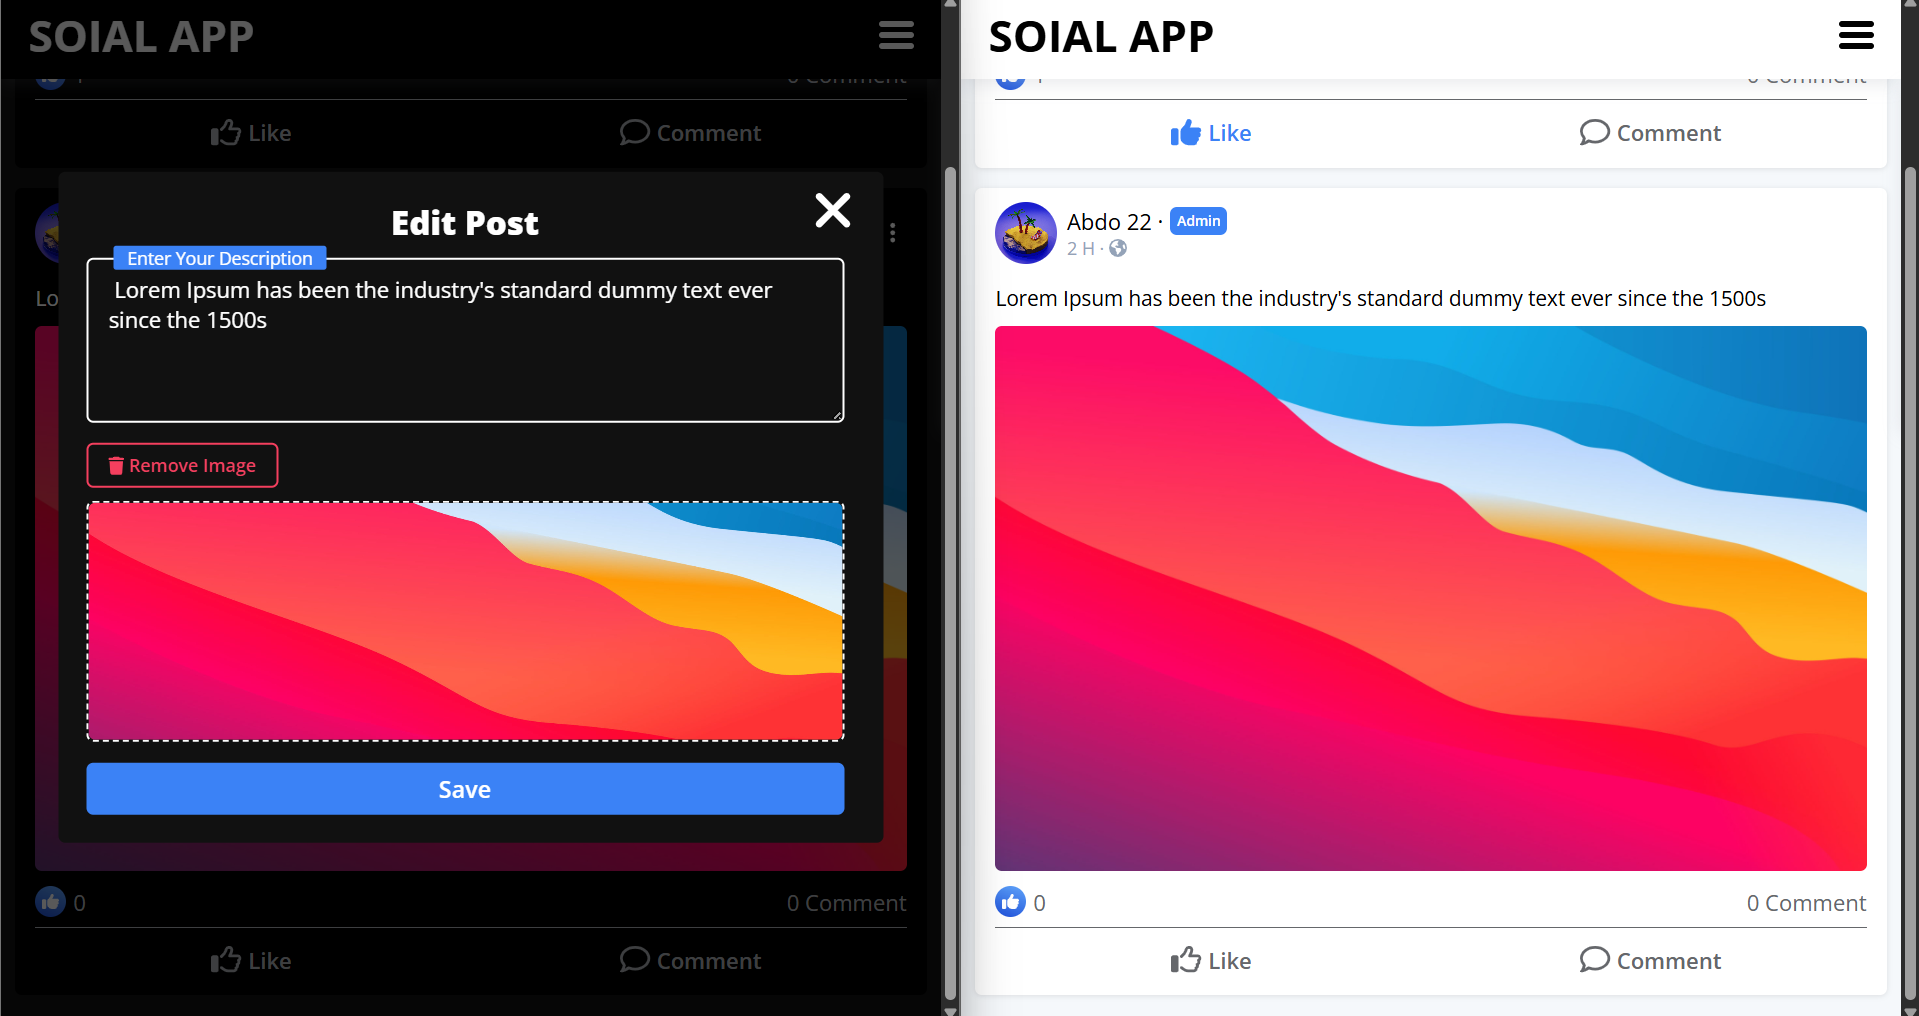 SOIAL APP
0 Comment
Like
Comment
Edit Post
Enter Your Description
Lorem Ipsum has been the industry's standard dummy text ever
since the 1500s
Lo
Remove Image
Save
0
0 Comment
Like
Comment
SOIAL APP
0 Comment
Like
Comment
Abdo 22 · Admin
2 H ·
Lorem Ipsum has been the industry's standard dummy text ever since the 1500s
0
0 Comment
Like
Comment